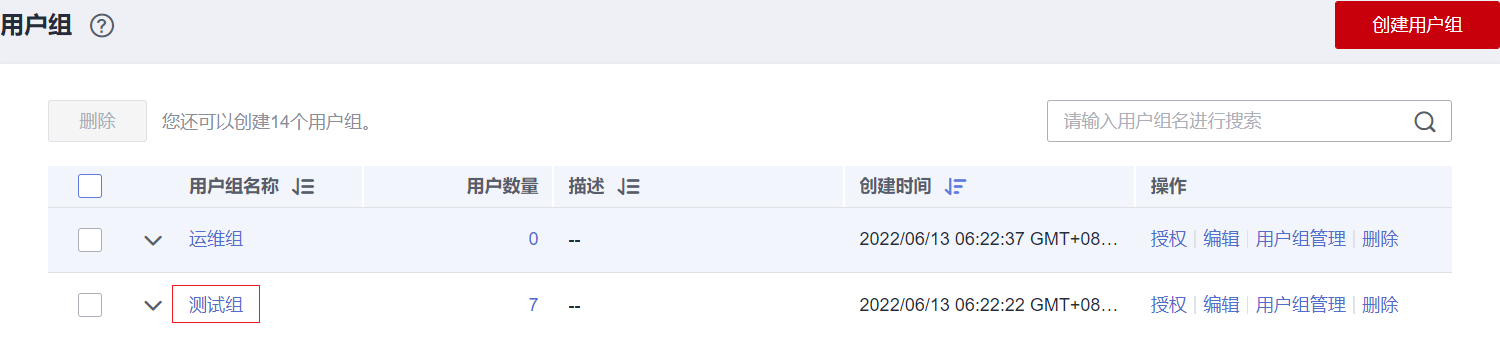 用户组 ?
创建用户组
删除 您还可以创建14个用户组。 请输入用户组名进行搜索
用户组名称 用户数量 描述 创建时间 操作
运维组 0 -- 2022/06/13 06:22:37 GMT+08… 授权 | 编辑 | 用户组管理 | 删除
测试组 7 -- 2022/06/13 06:22:22 GMT+08… 授权 | 编辑 | 用户组管理 | 删除